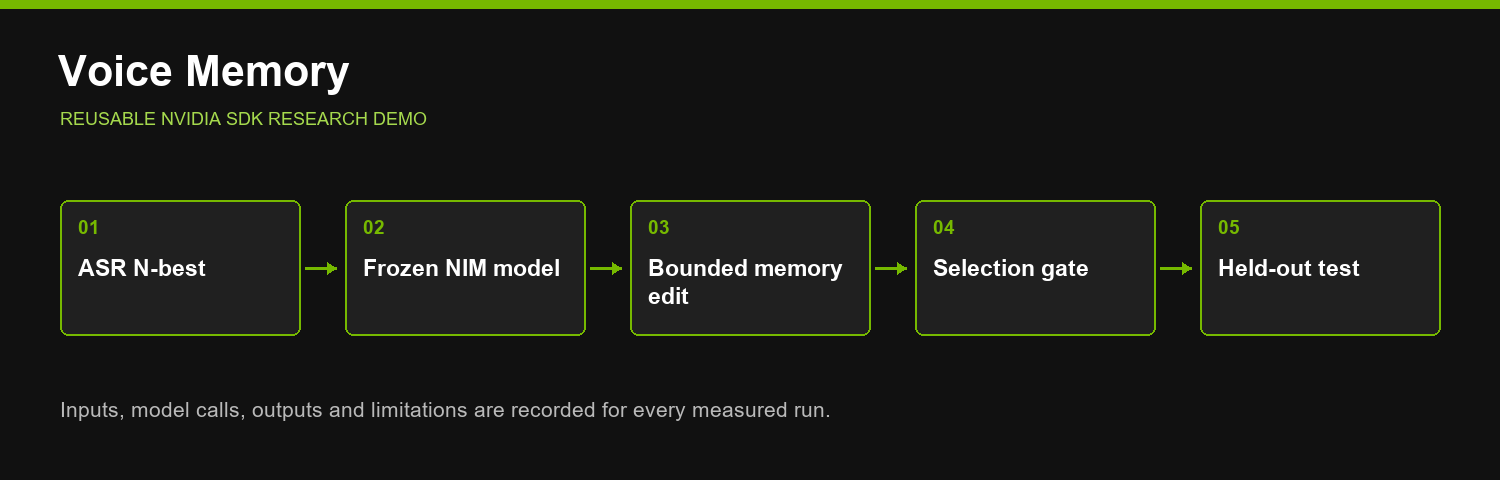 Voice Memory
REUSABLE NVIDIA SDK RESEARCH DEMO
01
ASR N-best
02
Frozen NIM model
03
Bounded memory
edit
04
Selection gate
05
Held-out test
Inputs, model calls, outputs and limitations are recorded for every measured run.